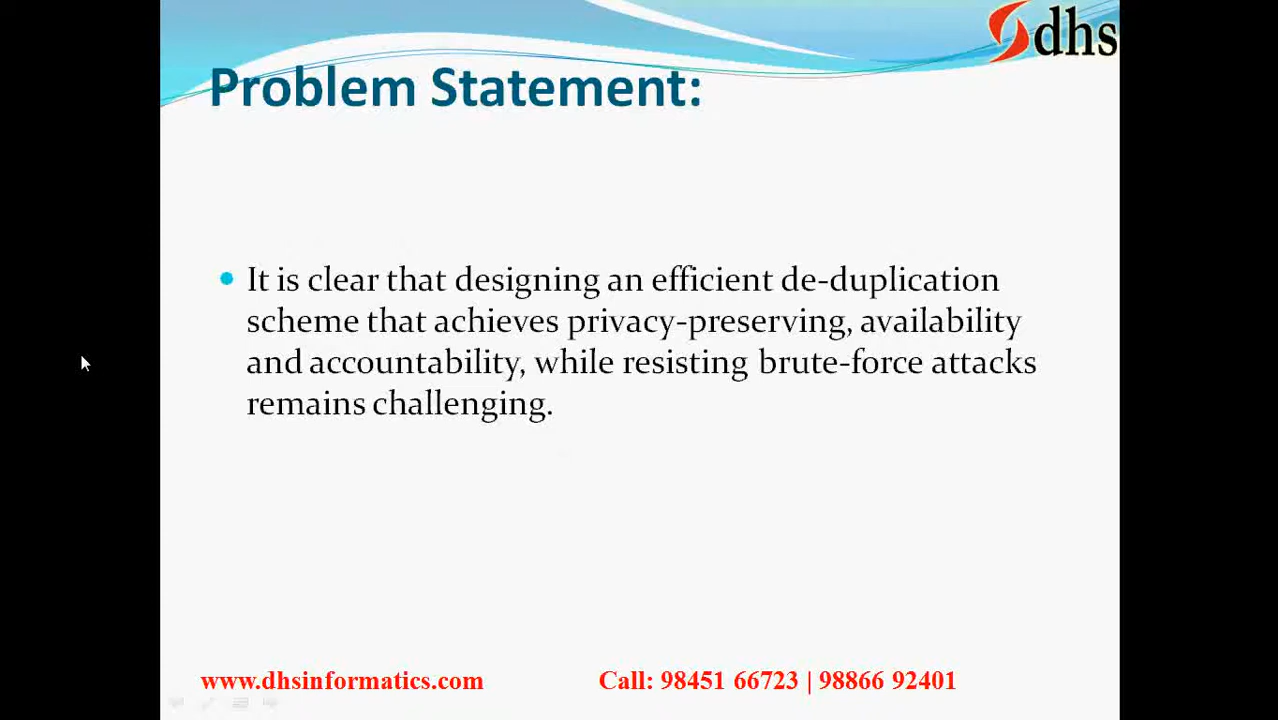 dhs
Problem Statement:
It is clear that designing an efficient de-duplication
scheme that achieves privacy-preserving, availability
and accountability, while resisting brute-force attacks
remains challenging.
www.dhsinformatics.com Call: 98451 66723 | 98866 92401